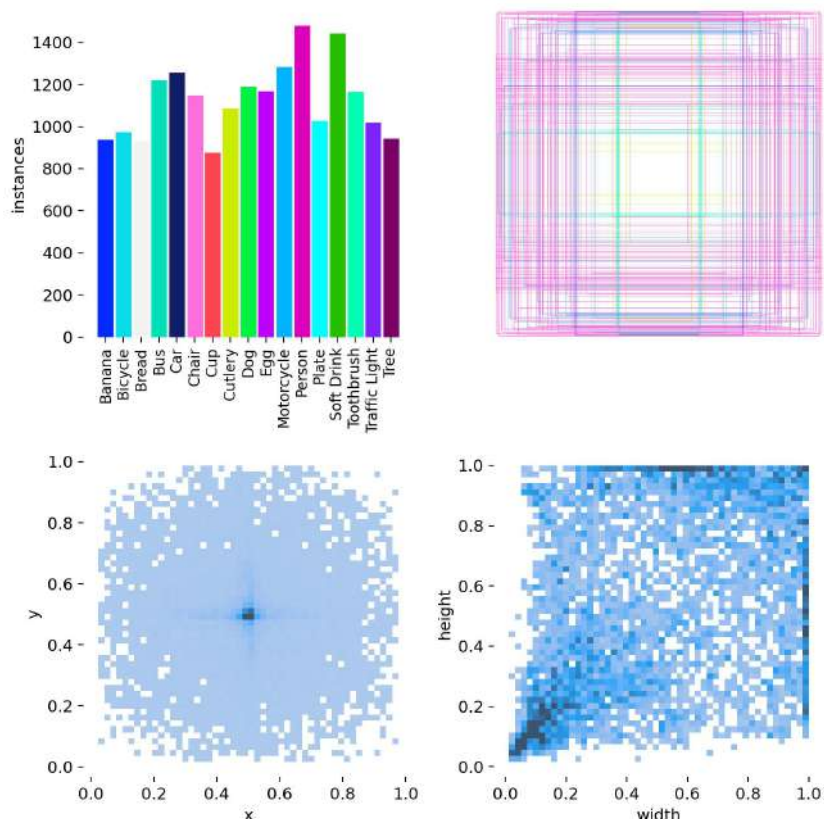 1400
1200
1000
800
600
400
200
0
instances
Banana
Bicycle
Bread
Bus
Car
Chair
Cup
Cutlery
Dog
Egg
Motorcycle
Person
Plate
Soft Drink
Toothbrush
Traffic Light
Tree
1.0
0.8
0.6
0.4
0.2
0.0
y
0.0 0.2 0.4 0.6 0.8 1.0
x
1.0
0.8
0.6
0.4
0.2
0.0
height
0.0 0.2 0.4 0.6 0.8 1.0
width